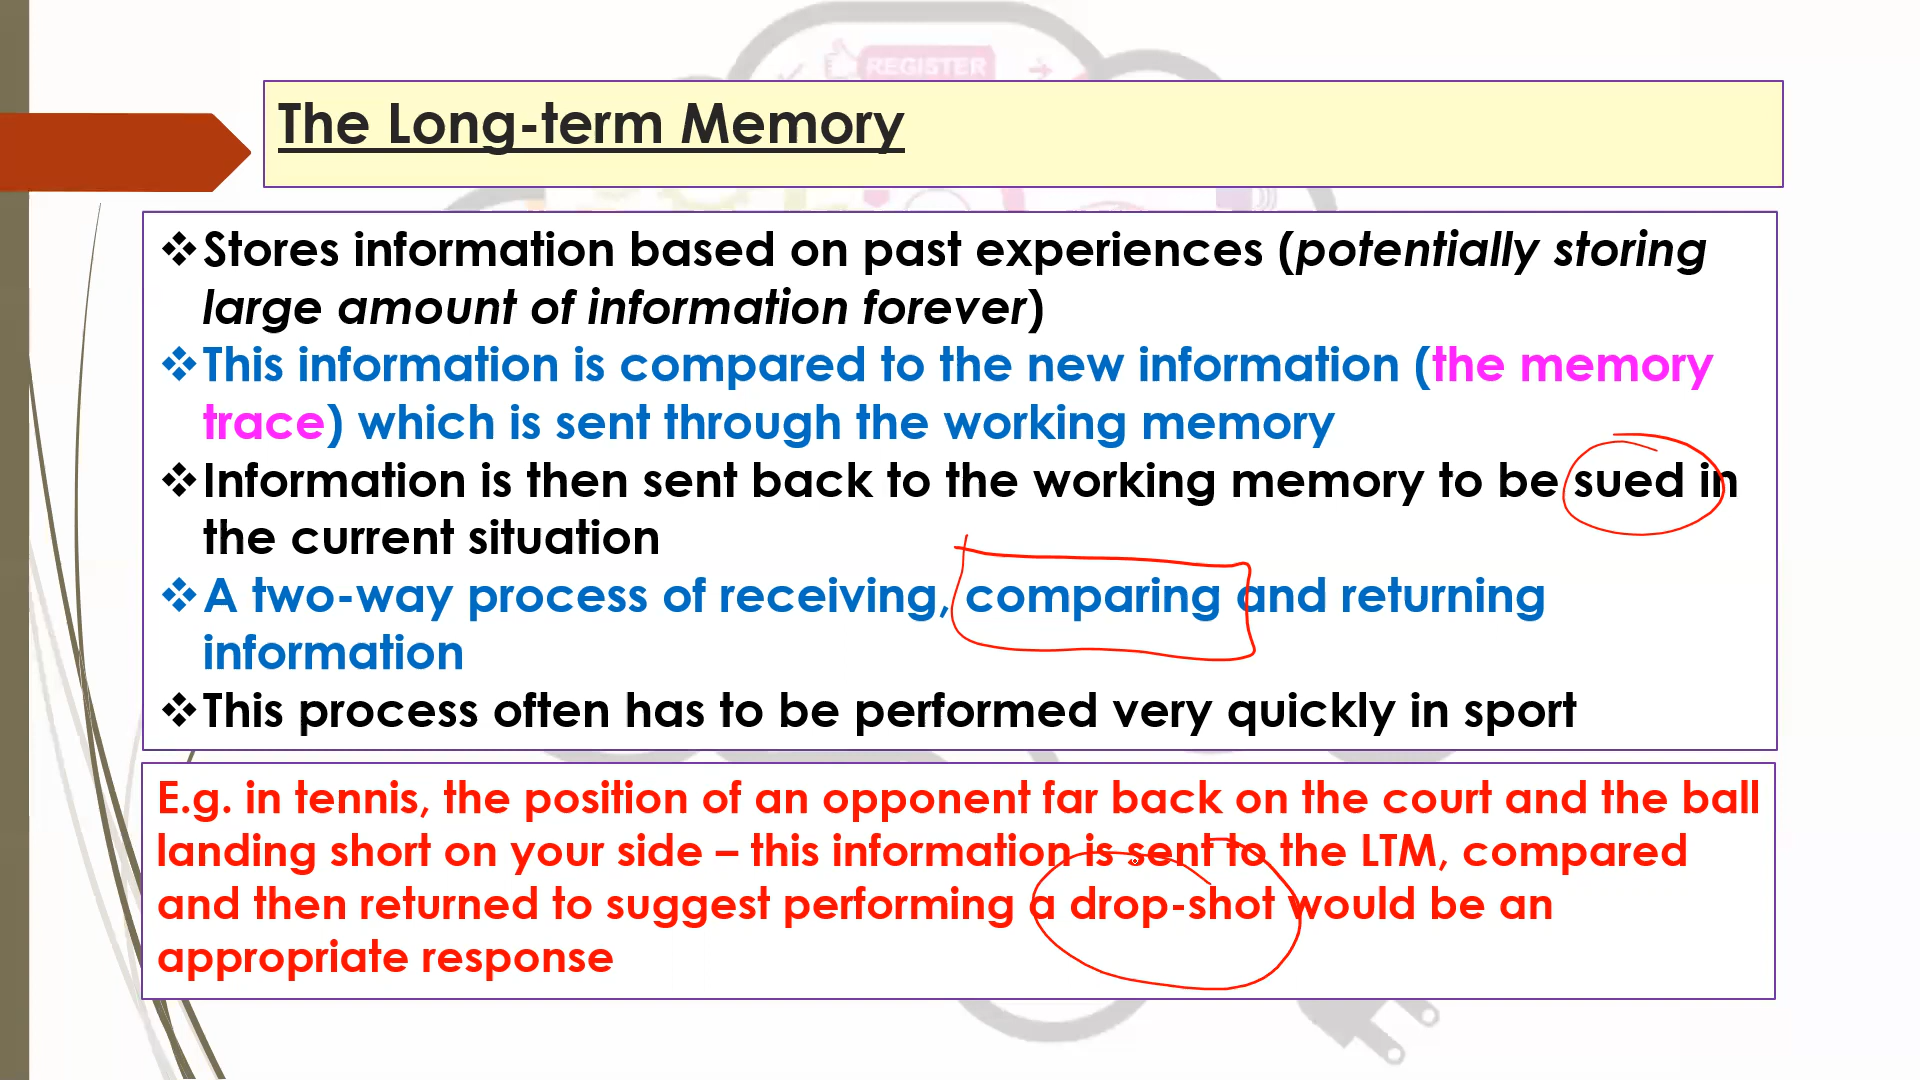 REGISTER
The Long-term Memory
❖Stores information based on past experiences (potentially storing
large amount of information forever)
❖This information is compared to the new information (the memory
trace) which is sent through the working memory
❖Information is then sent back to the working memory to be sued in
the current situation
❖A two-way process of receiving, comparing and returning
information
❖This process often has to be performed very quickly in sport
E.g. in tennis, the position of an opponent far back on the court and the ball
landing short on your side – this information is sent to the LTM, compared
and then returned to suggest performing a drop-shot would be an
appropriate response